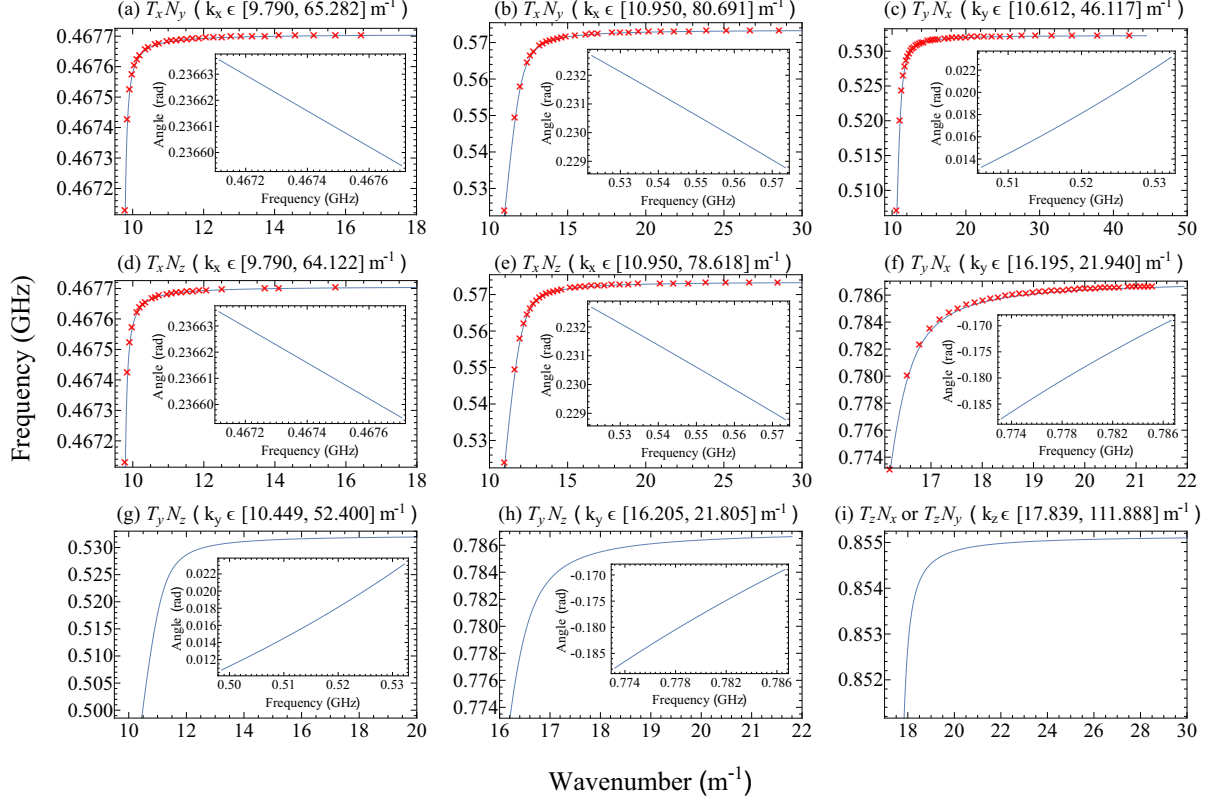 (a) TxNy ( kx ϵ [9.790, 65.282] m-1 )
(b) TxNy ( kx ϵ [10.950, 80.691] m-1 )
(c) TyNx ( ky ϵ [10.612, 46.117] m-1 )
0.4677
0.46776
0.46775
0.46774
0.46773
0.4672
10 12 14 16 18
0.23663
0.23662
0.23661
0.23660
Angle (rad)
0.4672 0.4674 0.4676
Frequency (GHz)
0.57
0.56
0.55
0.54
0.53
10 15 20 25 30
0.232
0.231
0.230
0.229
Angle (rad)
0.53 0.54 0.55 0.56 0.57
Frequency (GHz)
0.530
0.525
0.520
0.515
0.510
10 20 30 40 50
0.022
0.020
0.018
0.016
0.014
Angle (rad)
0.51 0.52 0.53
Frequency (GHz)
(d) TxNz ( kx ϵ [9.790, 64.122] m-1 )
(e) TxNz ( kx ϵ [10.950, 78.618] m-1 )
(f) TyNx ( ky ϵ [16.195, 21.940] m-1 )
0.4677
0.46776
0.46775
0.46774
0.46773
0.4672
10 12 14 16 18
0.23663
0.23662
0.23661
0.23660
Angle (rad)
0.4672 0.4674 0.4676
Frequency (GHz)
0.57
0.56
0.55
0.54
0.53
10 15 20 25 30
0.232
0.231
0.230
0.229
Angle (rad)
0.53 0.54 0.55 0.56 0.57
Frequency (GHz)
0.786
0.784
0.782
0.780
0.778
0.776
0.774
17 18 19 20 21 22
-0.170
-0.175
-0.180
-0.185
Angle (rad)
0.774 0.778 0.782 0.786
Frequency (GHz)
Frequency (GHz)
(g) TyNz ( ky ϵ [10.449, 52.400] m-1 )
(h) TyNz ( ky ϵ [16.205, 21.805] m-1 )
(i) TzNx or TzNy ( kz ϵ [17.839, 111.888] m-1 )
0.530
0.525
0.520
0.515
0.510
0.505
0.500
10 12 14 16 18 20
0.022
0.020
0.018
0.016
0.014
0.012
Angle (rad)
0.50 0.51 0.52 0.53
Frequency (GHz)
0.786
0.784
0.782
0.780
0.778
0.776
0.774
16 17 18 19 20 21 22
-0.170
-0.175
-0.180
-0.185
Angle (rad)
0.774 0.778 0.782 0.786
Frequency (GHz)
0.855
0.854
0.853
0.852
17 18 20 22 24 26 28 30
Wavenumber (m-1)